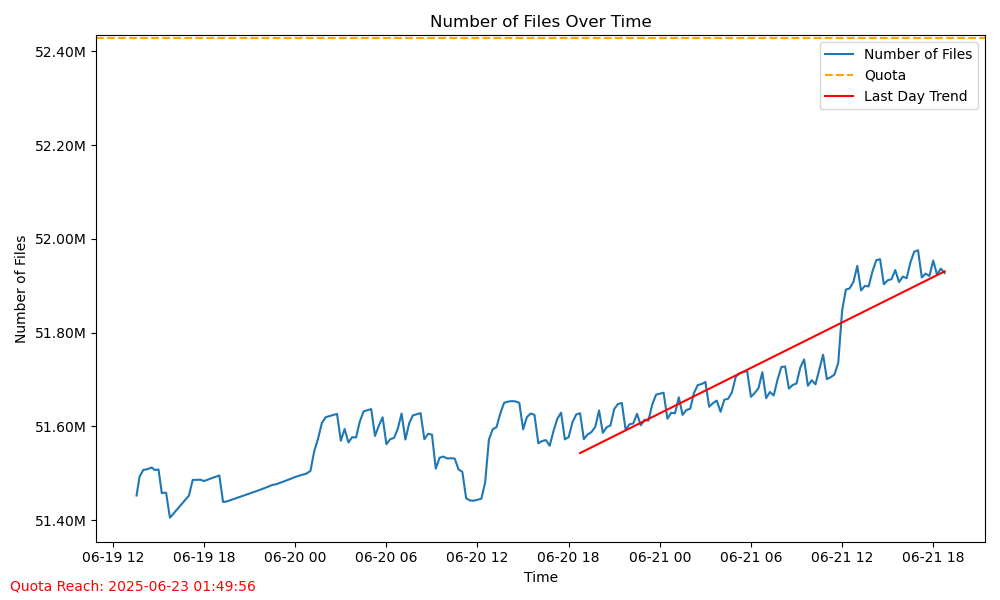 Number of Files Over Time
52.40M
52.20M
52.00M
51.80M
51.60M
51.40M
Number of Files
Number of Files
Quota
Last Day Trend
06-19 12
06-19 18
06-20 00
06-20 06
06-20 12
06-20 18
06-21 00
06-21 06
06-21 12
06-21 18
Time
Quota Reach: 2025-06-23 01:49:56